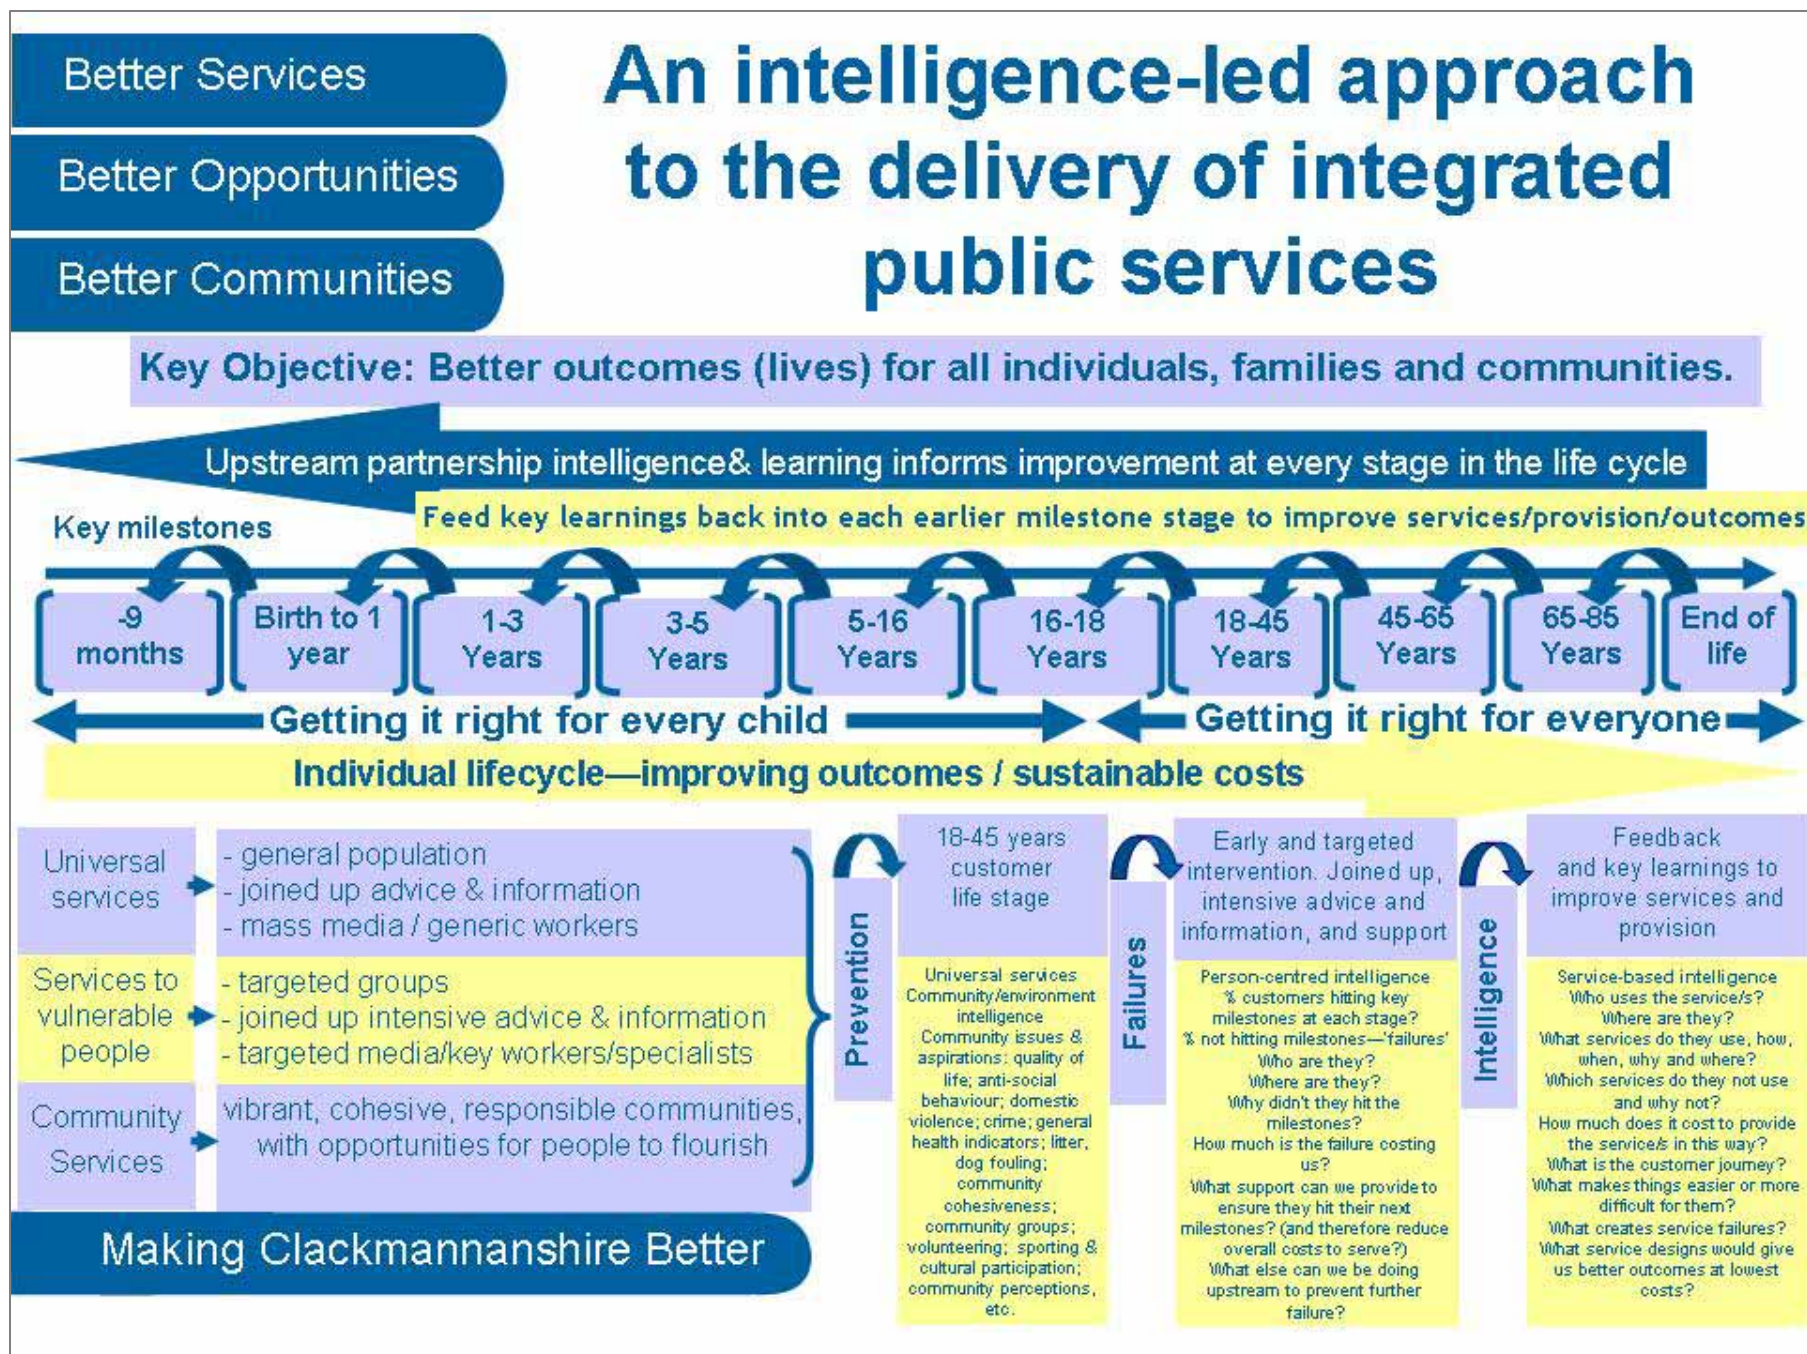 Better Services
Better Opportunities
Better Communities
An intelligence-led approach
to the delivery of integrated
public services
Key Objective: Better outcomes (lives) for all individuals, families and communities.
Upstream partnership intelligence& learning informs improvement at every stage in the life cycle
Feed key learnings back into each earlier milestone stage to improve services/provision/outcomes
Key milestones
-9
months
Birth to 1
year
1-3
Years
3-5
Years
5-16
Years
16-18
Years
18-45
Years
45-65
Years
65-85
Years
End of
life
Getting it right for every child
Getting it right for everyone
Individual lifecycle—improving outcomes / sustainable costs
Universal
services
- general population
- joined up advice & information
- mass media / generic workers
Services to
vulnerable
people
- targeted groups
- joined up intensive advice & information
- targeted media/key workers/specialists
Community
Services
vibrant, cohesive, responsible communities,
with opportunities for people to flourish
Making Clackmannanshire Better
Prevention
18-45 years
customer
life stage
Universal services
Community/environment
intelligence
Community issues &
aspirations: quality of
life; anti-social
behaviour; domestic
violence; crime; general
health indicators; litter,
dog fouling;
community
cohesiveness;
community groups;
volunteering; sporting &
cultural participation;
community perceptions,
etc.
Failures
Early and targeted
intervention. Joined up,
intensive advice and
information, and support
Person-centred intelligence
% customers hitting key
milestones at each stage?
% not hitting milestones—'failures'
Who are they?
Where are they?
Why didn't they hit the
milestones?
How much is the failure costing
us?
What support can we provide to
ensure they hit their next
milestones? (and therefore reduce
overall costs to serve?)
What else can we be doing
upstream to prevent further
failure?
Intelligence
Feedback
and key learnings to
improve services and
provision
Service-based intelligence
Who uses the service/s?
Where are they?
What services do they use, how,
when, why and where?
Which services do they not use
and why not?
How much does it cost to provide
the service/s in this way?
What is the customer journey?
What makes things easier or more
difficult for them?
What creates service failures?
What service designs would give
us better outcomes at lowest
costs?